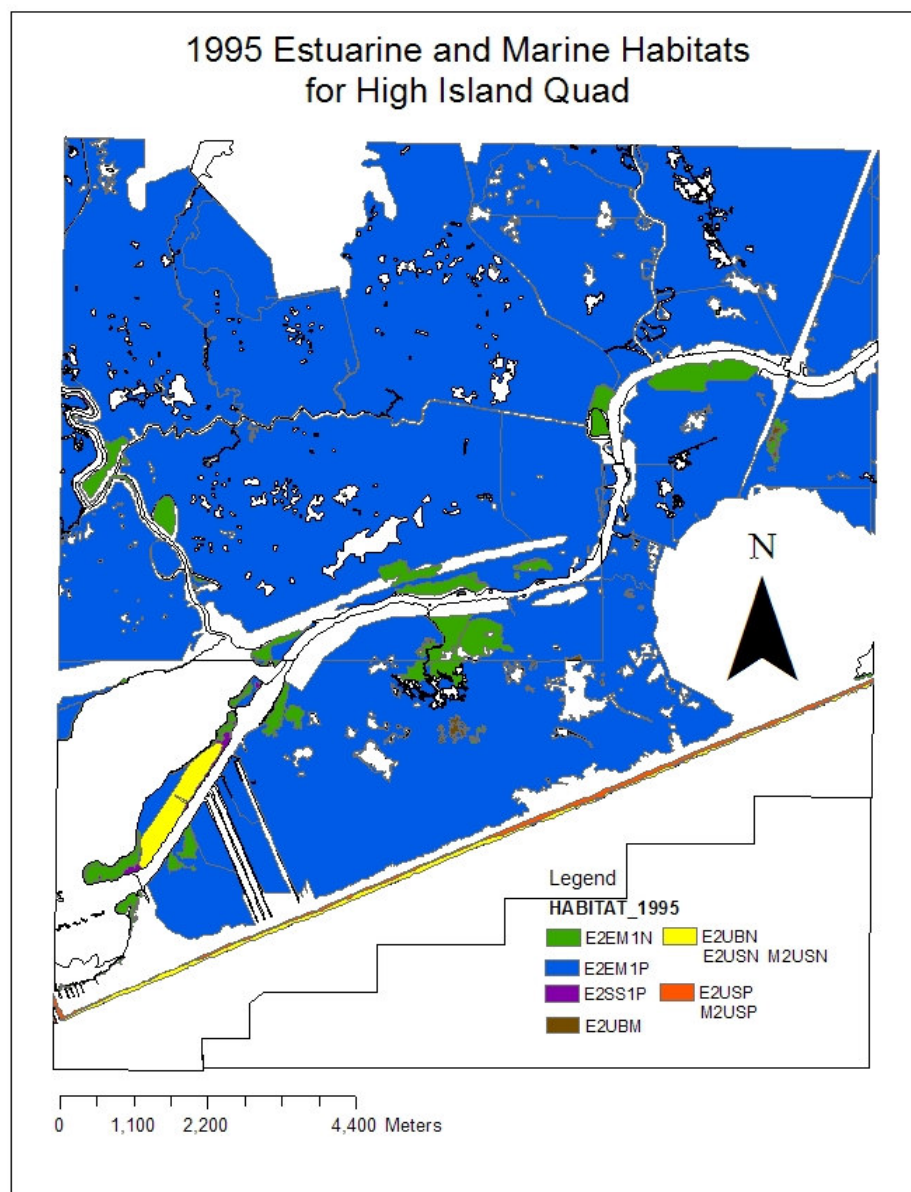 1995 Estuarine and Marine Habitats
for High Island Quad
N
Legend
HABITAT_1995
E2EM1N
E2EM1P
E2SS1P
E2UBM
E2UBN
E2USN M2USN
E2USP
M2USP
0 1,100 2,200 4,400 Meters